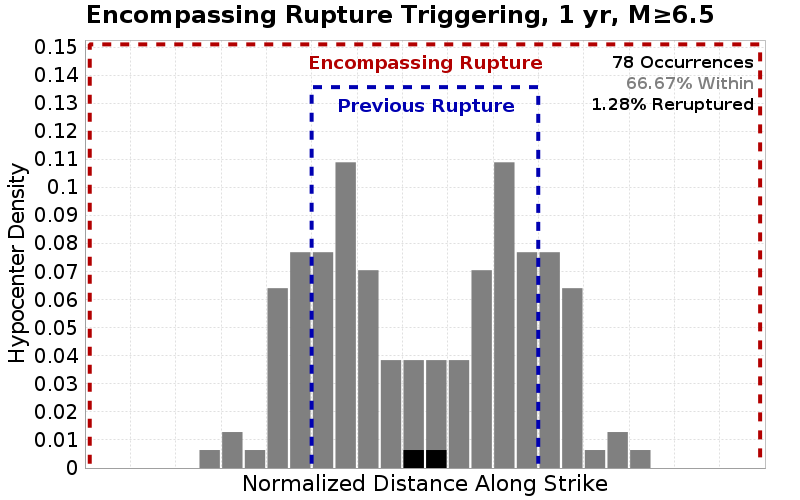 Encompassing Rupture Triggering, 1 yr, M≥6.5
Encompassing Rupture
Previous Rupture
78 Occurrences
66.67% Within
1.28% Reruptured
Hypocenter Density
0.15
0.14
0.13
0.12
0.11
0.1
0.09
0.08
0.07
0.06
0.05
0.04
0.03
0.02
0.01
0
Normalized Distance Along Strike